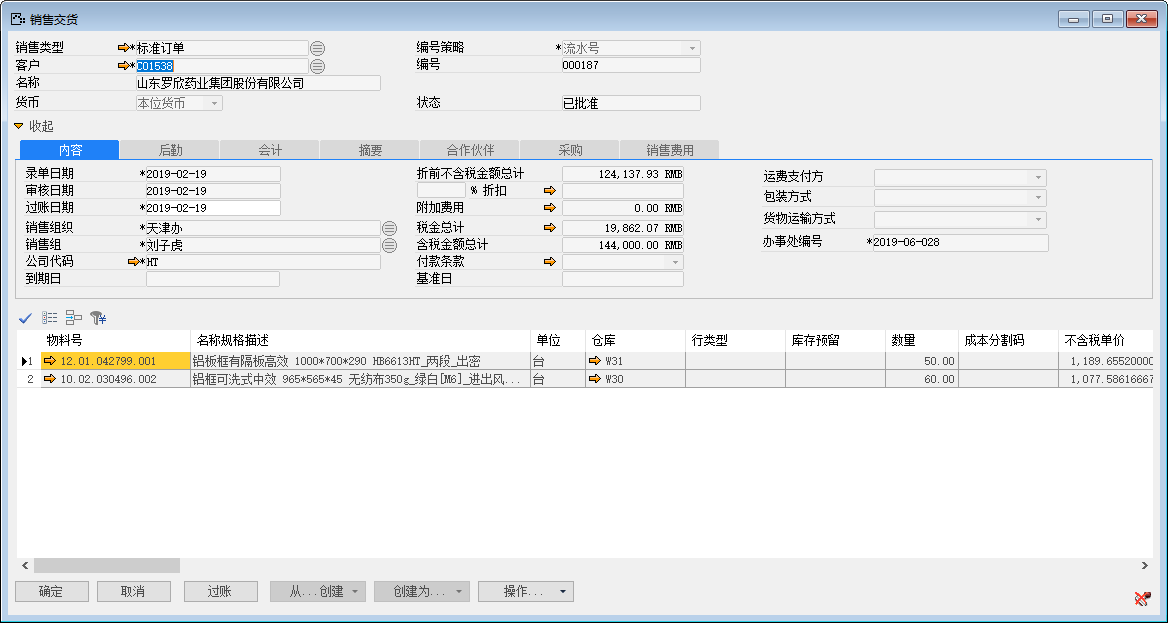 销售交货
销售类型 *标准订单 编号策略 *流水号
客户 *C01538 编号 000187
名称 山东罗欣药业集团股份有限公司
货币 本位货币 状态 已批准
收起
内容 后勤 会计 摘要 合作伙伴 采购 销售费用
录单日期 *2019-02-19 折前不含税金额总计 124,137.93 RMB 运费支付方
审核日期 2019-02-19 % 折扣 包装方式
过账日期 *2019-02-19 附加费用 0.00 RMB 货物运输方式
销售组织 *天津办 税金总计 19,862.07 RMB
销售组 *刘子虎 含税金额总计 144,000.00 RMB 办事处编号 *2019-06-028
公司代码 *HT 付款条款
到期日 基准日
物料号 名称规格描述 单位 仓库 行类型 库存预留 数量 成本分割码 不含税单价
1 12.01.042799.001 铝板框有隔板高效 1000*700*290 HB6613HT_两段_出密 台 W31 50.00 1,189.65520000
2 10.02.030496.002 铝框可洗式中效 965*565*45 无纺布350g_绿白[M6]_进出风... 台 W30 60.00 1,077.58616667
确定 取消 过账 从...创建 创建为... 操作...